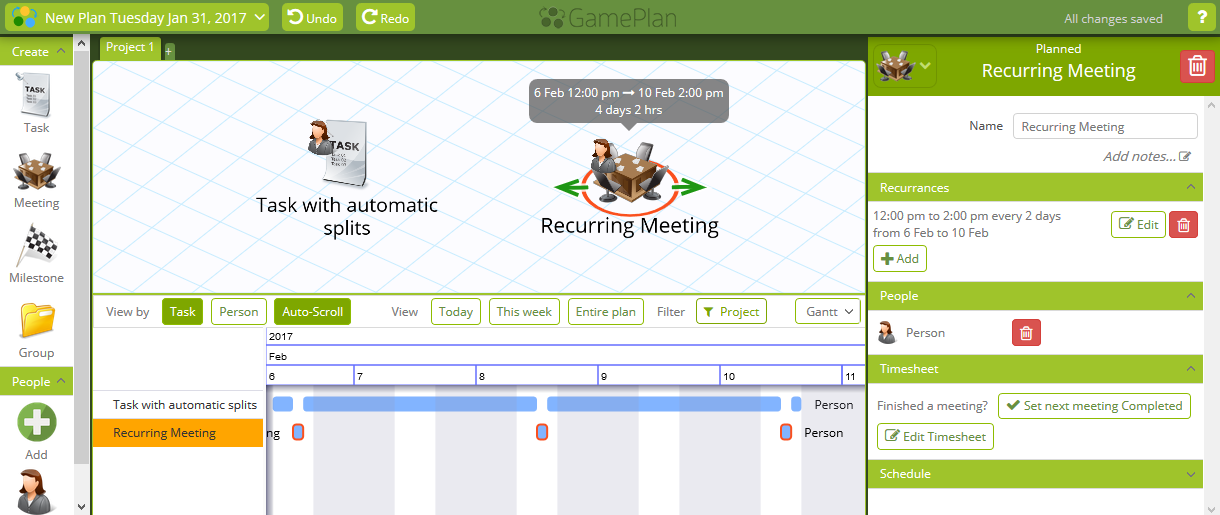 New Plan Tuesday Jan 31, 2017
Undo
Redo
GamePlan
All changes saved
?
Create
Task
Meeting
Milestone
Group
People
Add
Project 1
+
6 Feb 12:00 pm → 10 Feb 2:00 pm
4 days 2 hrs
TASK
TASK
Task with automatic
splits
Recurring Meeting
View by
Task
Person
Auto-Scroll
View
Today
This week
Entire plan
Filter
Project
Gantt
2017
Feb
6
7
8
9
10
11
Task with automatic splits
Person
Recurring Meeting
ng
Person
Planned
Recurring Meeting
Name
Recurring Meeting
Add notes...
Recurrances
12:00 pm to 2:00 pm every 2 days
from 6 Feb to 10 Feb
Edit
Add
People
Person
Timesheet
Finished a meeting?
Set next meeting Completed
Edit Timesheet
Schedule